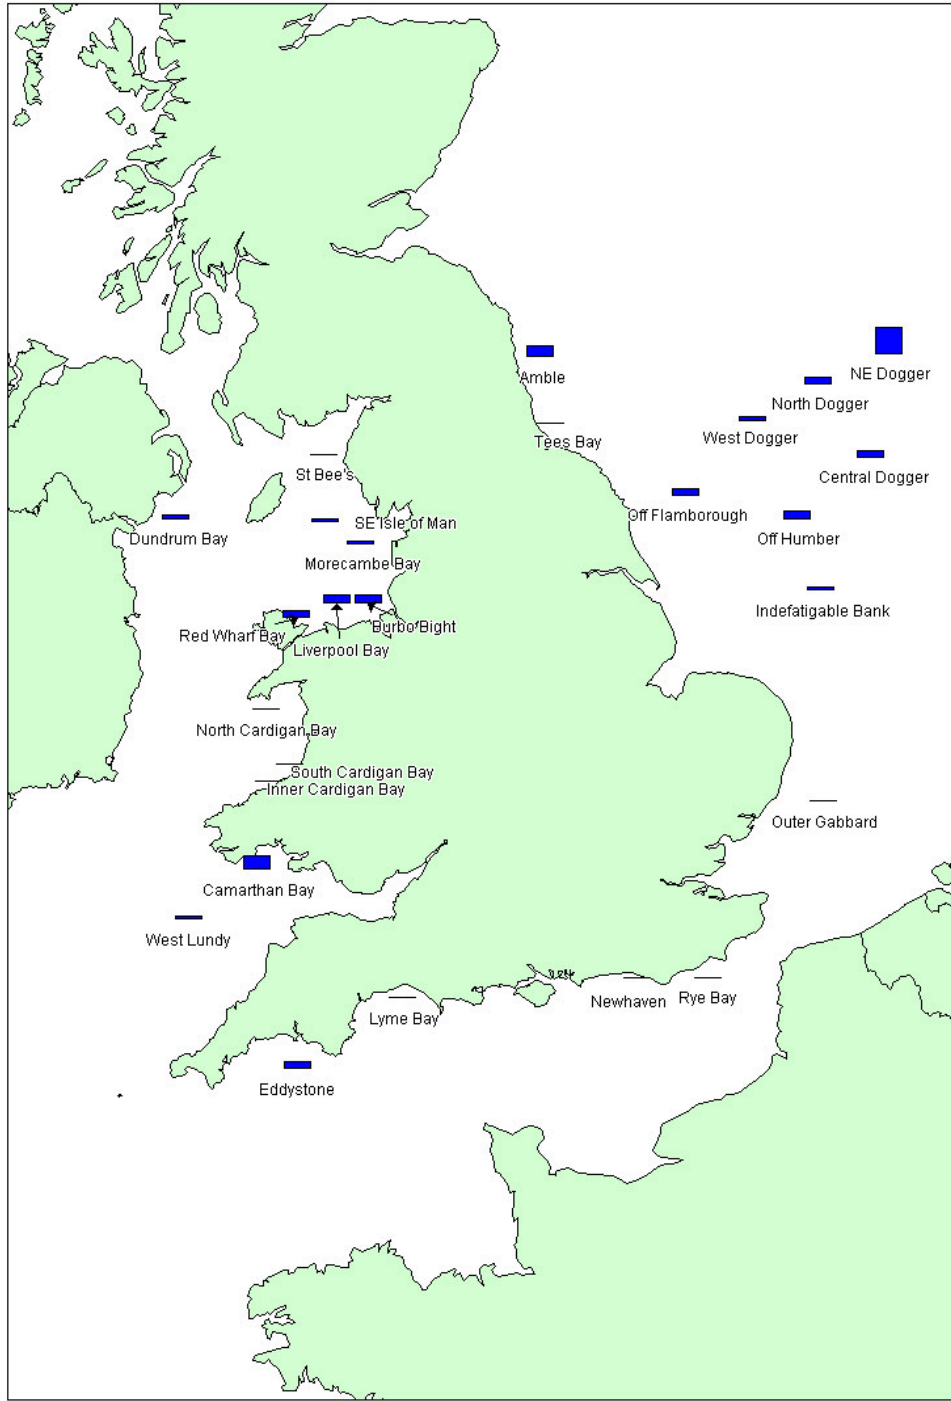 NE Dogger
Amble
North Dogger
West Dogger
Tees Bay
St Bee's
Central Dogger
Off Flamborough
SE Isle of Man
Dundrum Bay
Off Humber
Morecambe Bay
Indefatigable Bank
Burbo Bight
Red Wharf Bay
Liverpool Bay
North Cardigan Bay
South Cardigan Bay
Inner Cardigan Bay
Outer Gabbard
Camarthan Bay
West Lundy
Rye Bay
Newhaven
Lyme Bay
Eddystone